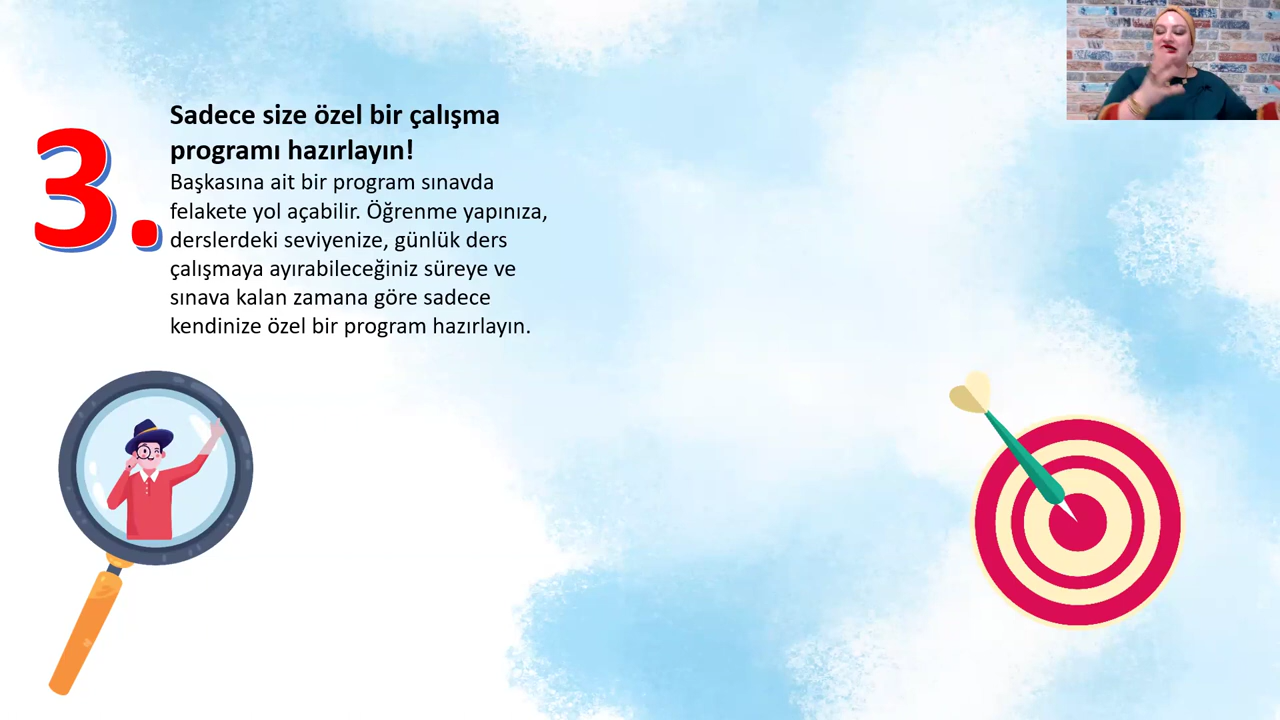 3.
Sadece size özel bir çalışma
programı hazırlayın!
Başkasına ait bir program sınavda
felakete yol açabilir. Öğrenme yapınıza,
derslerdeki seviyenize, günlük ders
çalışmaya ayırabileceğiniz süreye ve
sınava kalan zamana göre sadece
kendinize özel bir program hazırlayın.